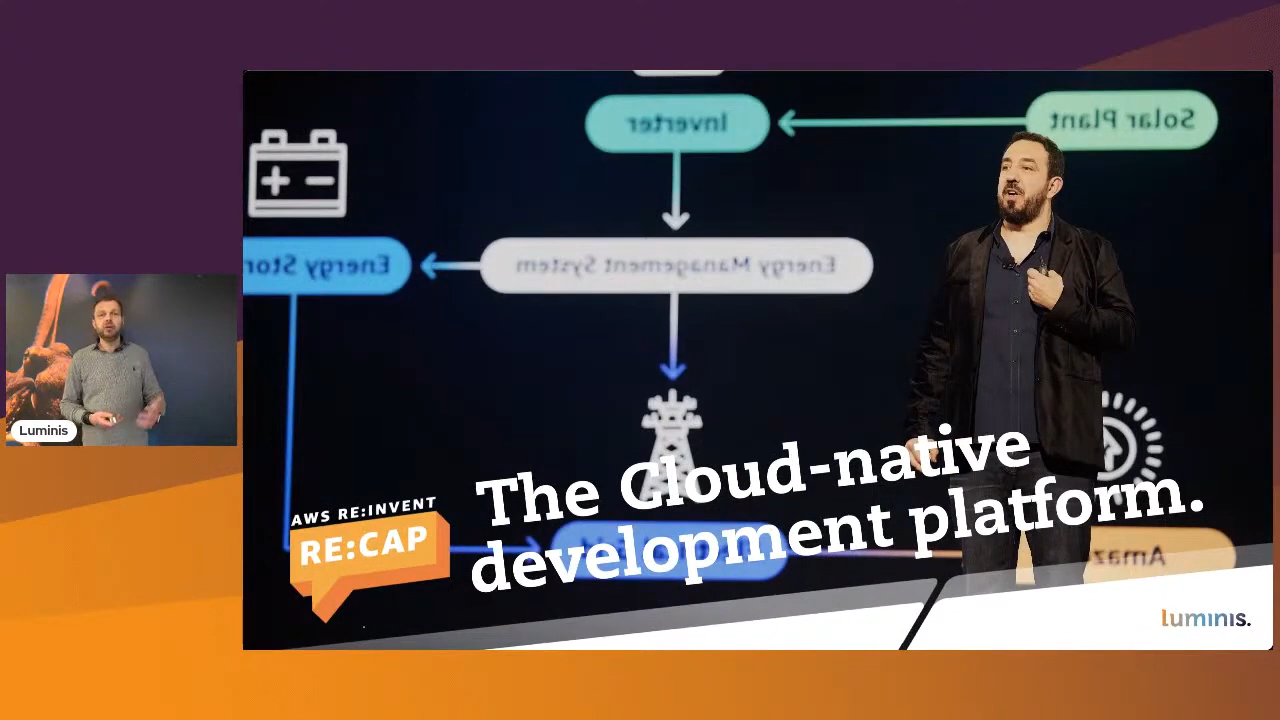 Inverter
Solar Plant
Energy Stor
Energy Management System
The Cloud-native
development platform.
AWS RE:INVENT
RE:CAP
Amaz
luminis.
Luminis